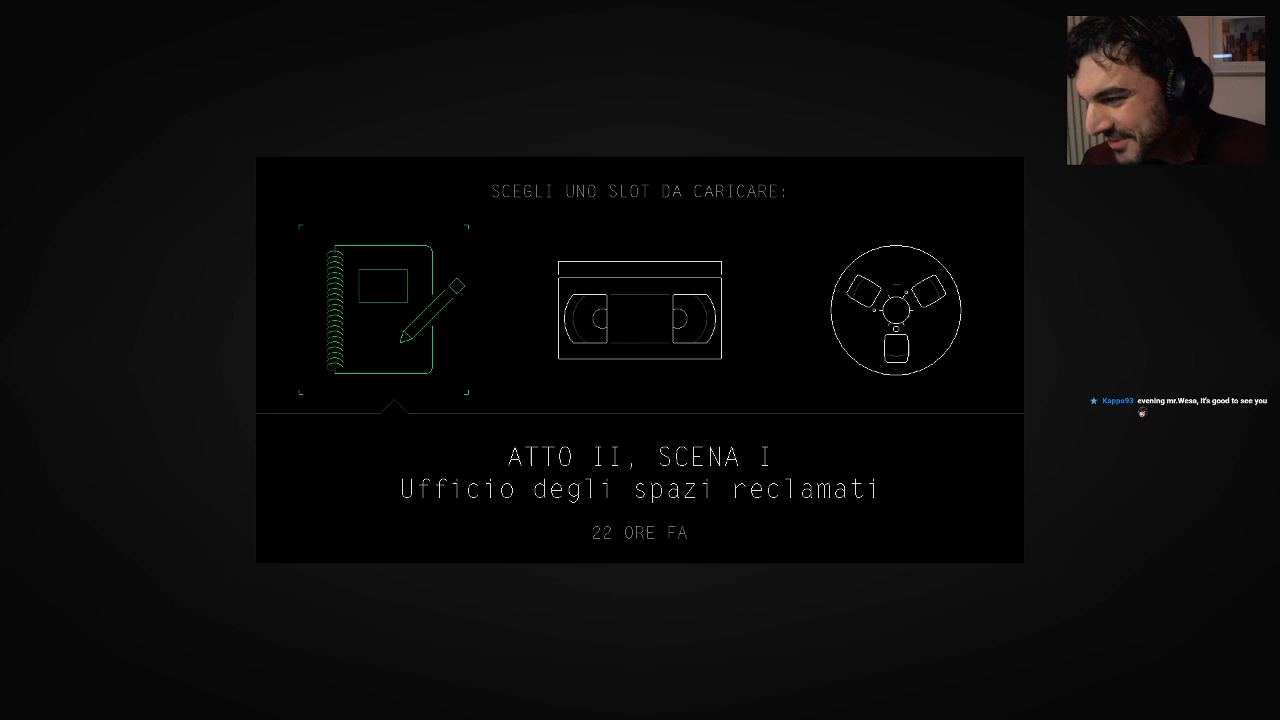 SCEGLI UNO SLOT DA CARICARE:
Kappo93 evening mr.Wesa, it's good to see you
ATTO II, SCENA I
Ufficio degli spazi reclamati
22 ORE FA